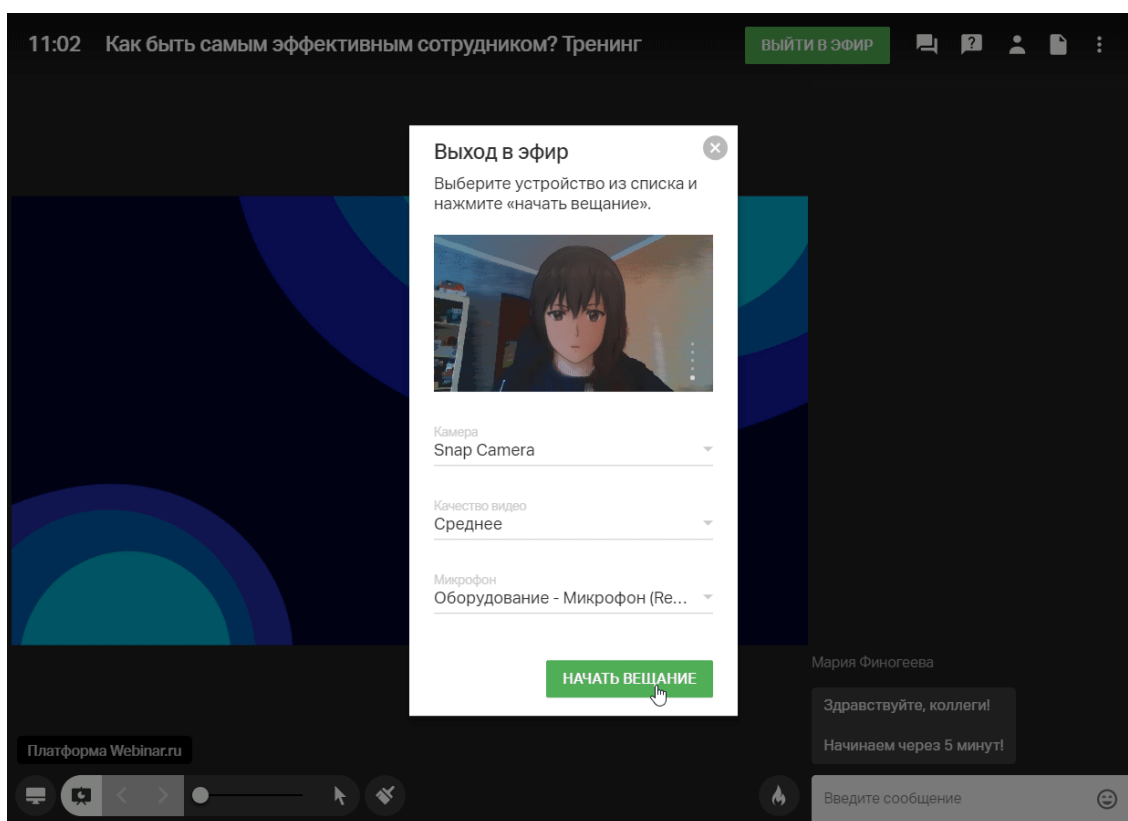 11:02 Как быть самым эффективным сотрудником? Тренинг
ВЫЙТИ В ЭФИР
Выход в эфир
Выберите устройство из списка и
нажмите «начать вещание».
Камера
Snap Camera
Качество видео
Среднее
Микрофон
Оборудование - Микрофон (Re...
НАЧАТЬ ВЕЩАНИЕ
Мария Финогеева
Здравствуйте, коллеги!
Начинаем через 5 минут!
Платформа Webinar.ru
Введите сообщение